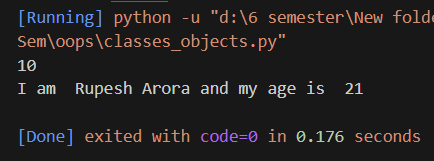 [Running] python -u "d:\6 semester\New folde
Sem\oops\classes_objects.py"
10
I am  Rupesh Arora and my age is  21
[Done] exited with code=0 in 0.176 seconds